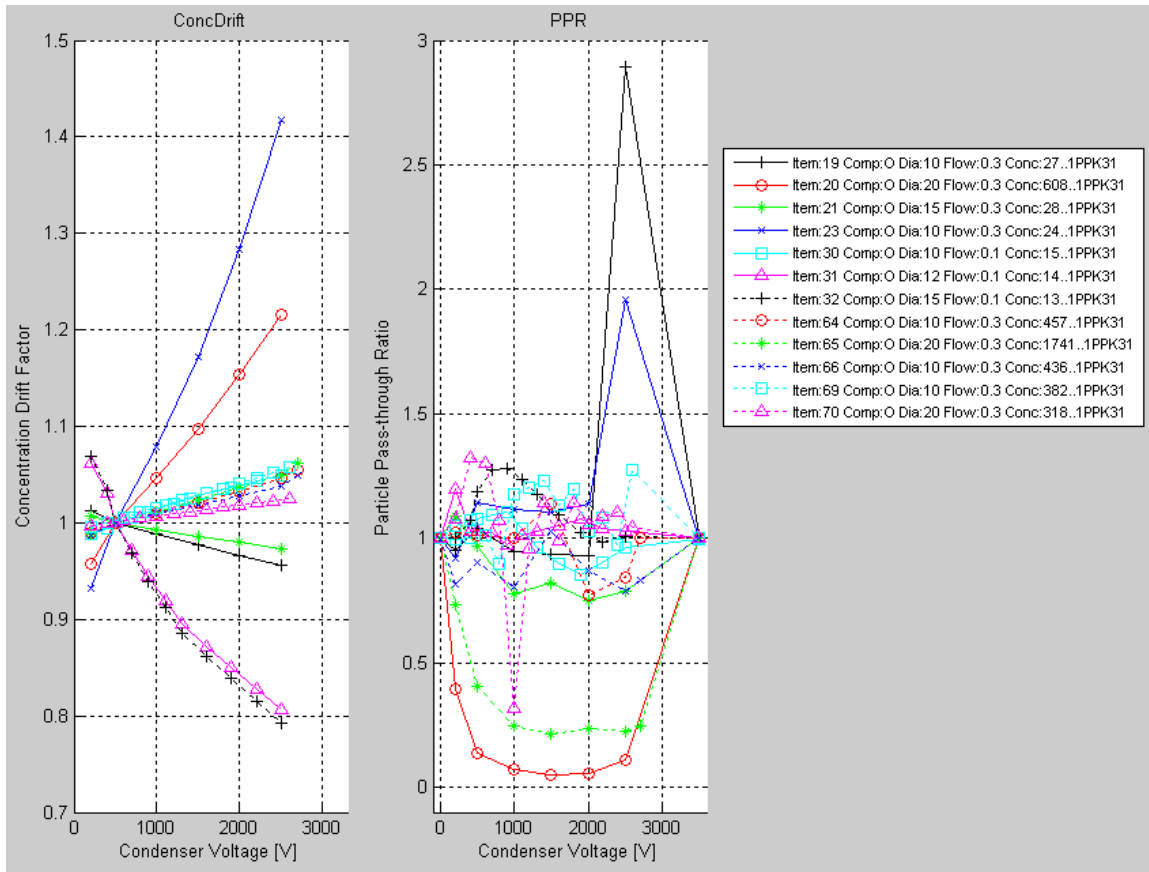 ConcDrift
1.5
1.4
1.3
1.2
1.1
1
0.9
0.8
0.7
Concentration Drift Factor
0
1000
2000
3000
Condenser Voltage [V]
PPR
3
2.5
2
1.5
1
0.5
0
Particle Pass-through Ratio
0
1000
2000
3000
Condenser Voltage [V]
Item:19 Comp:O Dia:10 Flow:0.3 Conc:27..1PPK31
Item:20 Comp:O Dia:20 Flow:0.3 Conc:608..1PPK31
Item:21 Comp:O Dia:15 Flow:0.3 Conc:28..1PPK31
Item:23 Comp:O Dia:10 Flow:0.3 Conc:24..1PPK31
Item:30 Comp:O Dia:10 Flow:0.1 Conc:15..1PPK31
Item:31 Comp:O Dia:12 Flow:0.1 Conc:14..1PPK31
Item:32 Comp:O Dia:15 Flow:0.1 Conc:13..1PPK31
Item:64 Comp:O Dia:10 Flow:0.3 Conc:457..1PPK31
Item:65 Comp:O Dia:20 Flow:0.3 Conc:1741..1PPK31
Item:66 Comp:O Dia:10 Flow:0.3 Conc:436..1PPK31
Item:69 Comp:O Dia:10 Flow:0.3 Conc:382..1PPK31
Item:70 Comp:O Dia:20 Flow:0.3 Conc:318..1PPK31